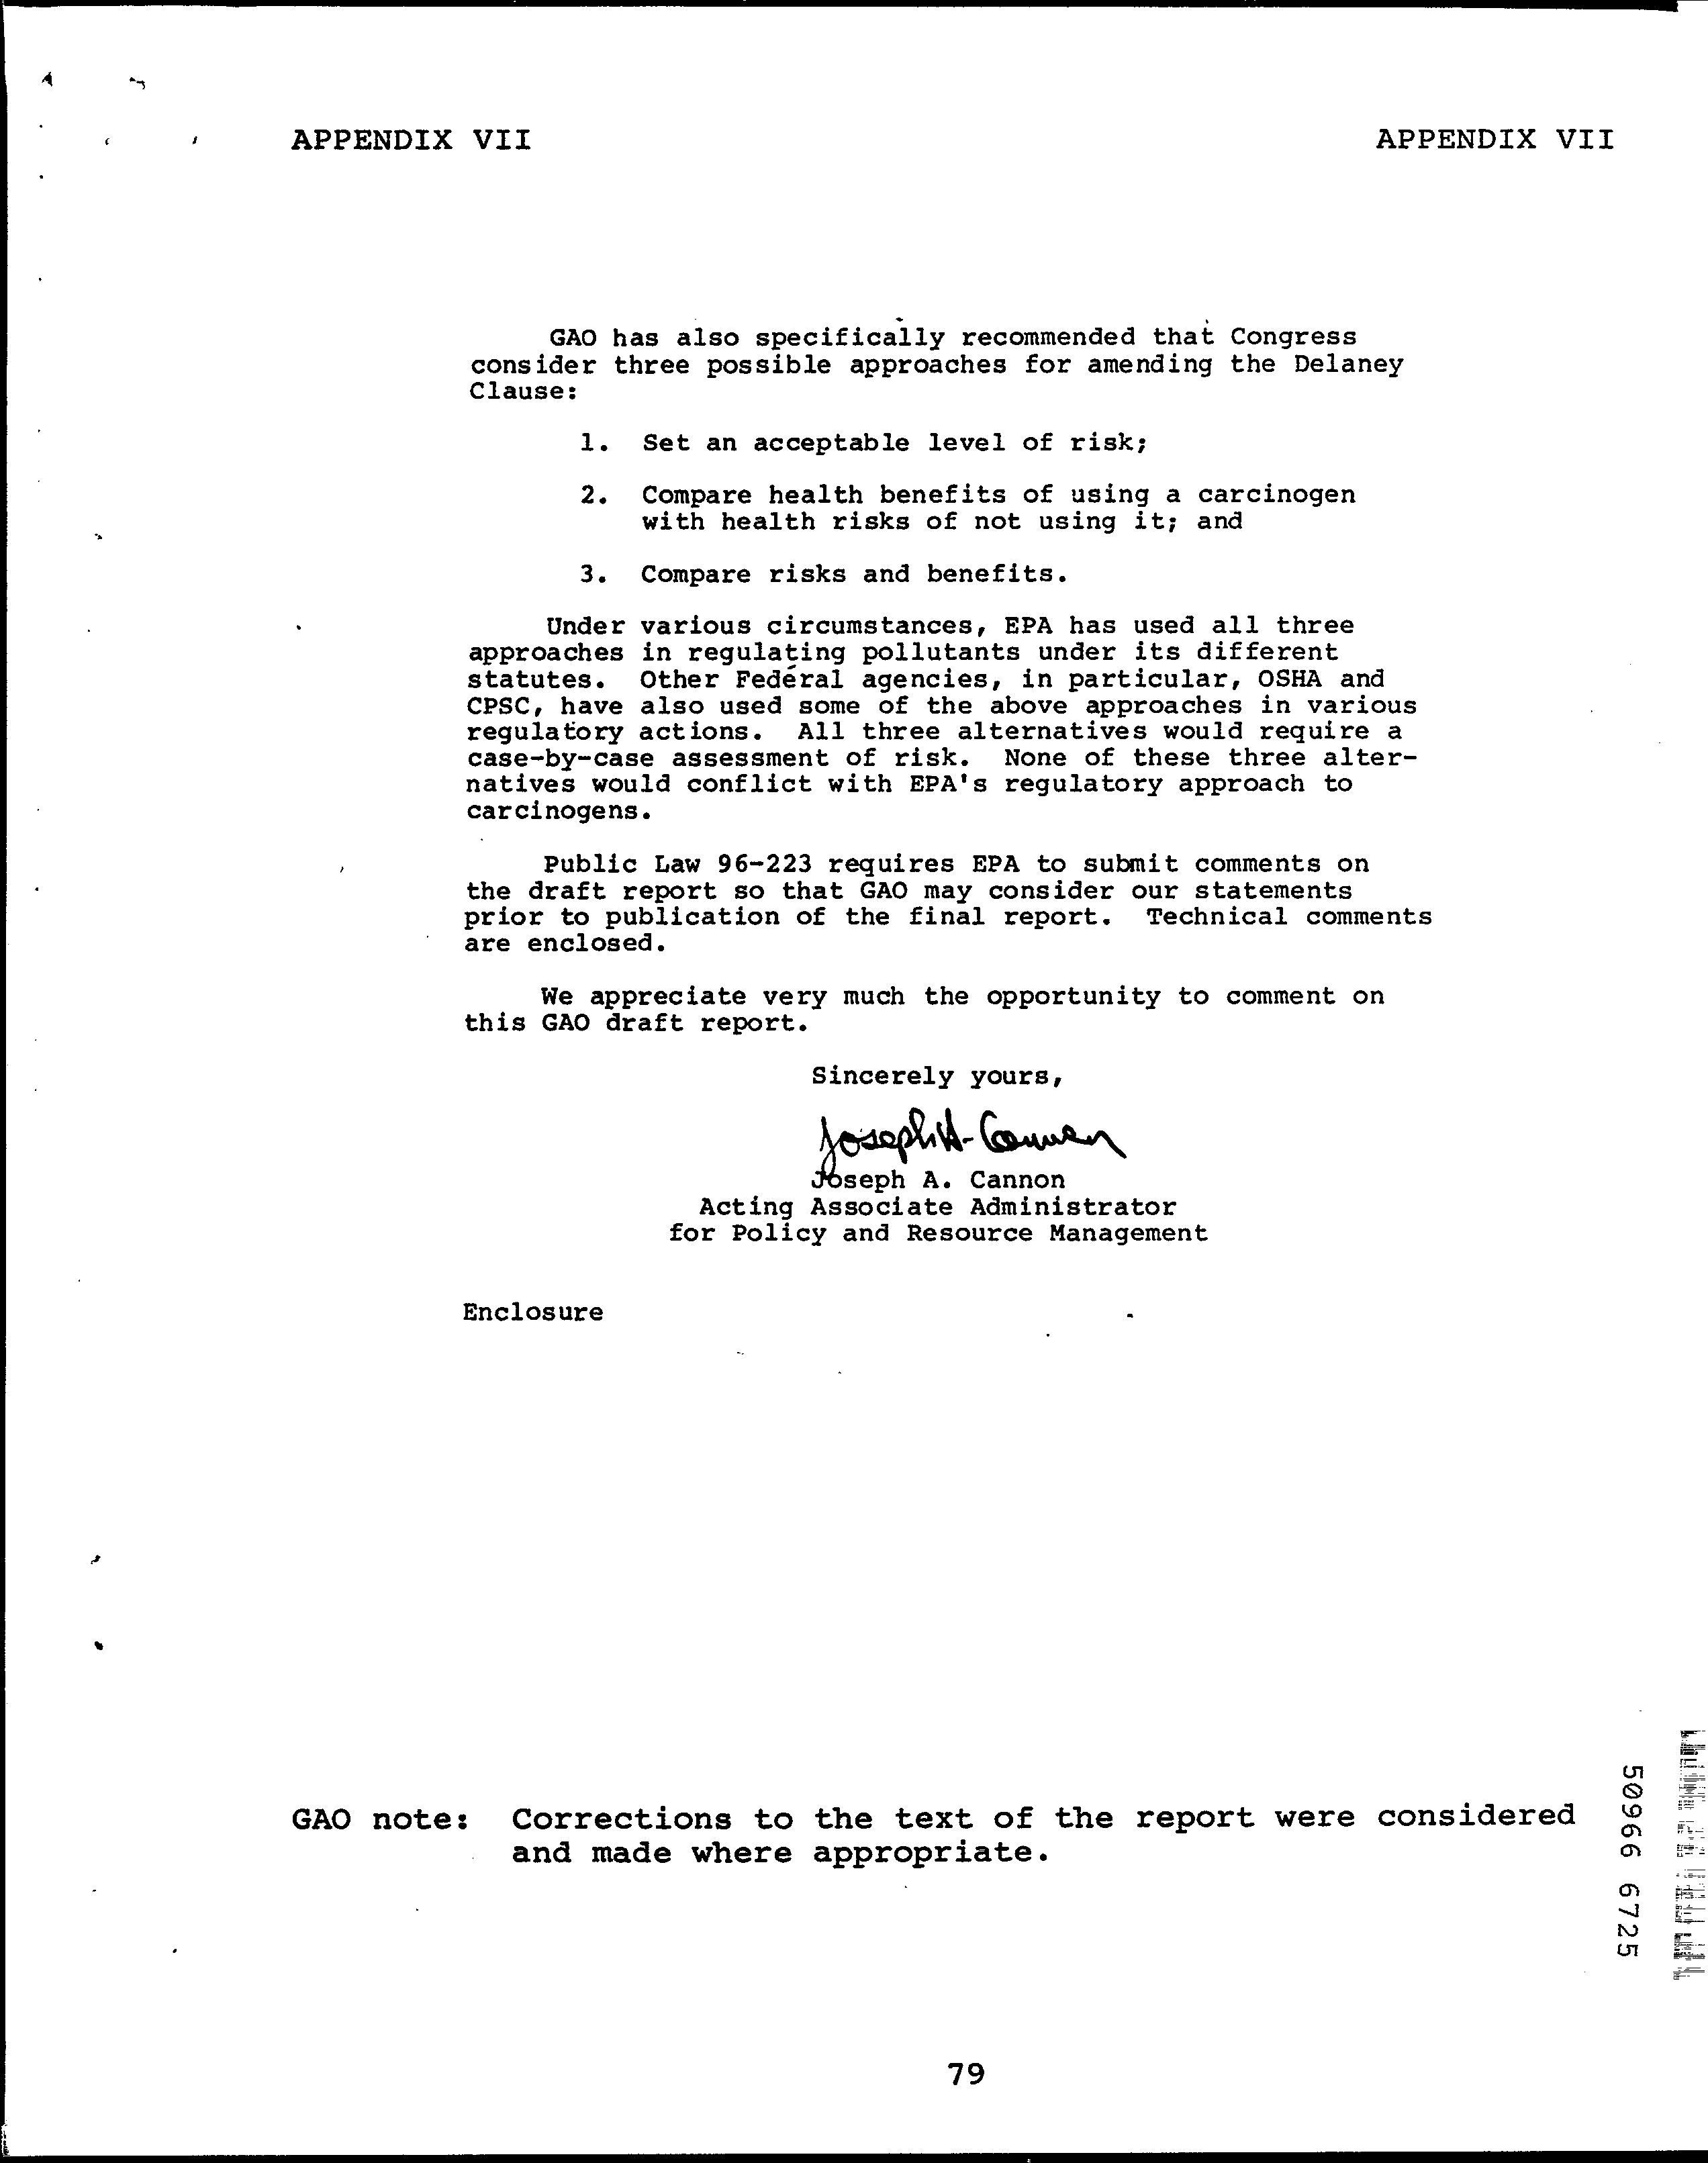 APPENDIX VII APPENDIX VII
GAO has also specifically recommended that Congress
consider three possible approaches for amending the Delaney
Clause:
1. Set an acceptable level of risk;
2. Compare health benefits of using a carcinogen
with health risks of not using it; and
3. Compare risks and benefits.
Under various circumstances, EPA has used all three
approaches in regulating pollutants under its different
statutes. Other Federal agencies, in particular, OSHA and
CPSC, have also used some of the above approaches in various
regulatory actions. All three alternatives would require a
case-by-case assessment of risk. None of these three alter-
natives would conflict with EPA's regulatory approach to
carcinogens.
Public Law 96-223 requires EPA to submit comments on
the draft report so that GAO may consider our statements
prior to publication of the final report. Technical comments
are enclosed.
We appreciate very much the opportunity to comment on
this GAO draft report.
Sincerely yours,
Joseph A. Cannon
Joseph A. Cannon
Acting Associate Administrator
for Policy and Resource Management
Enclosure
GAO note: Corrections to the text of the report were considered
and made where appropriate.
50966 6725
79